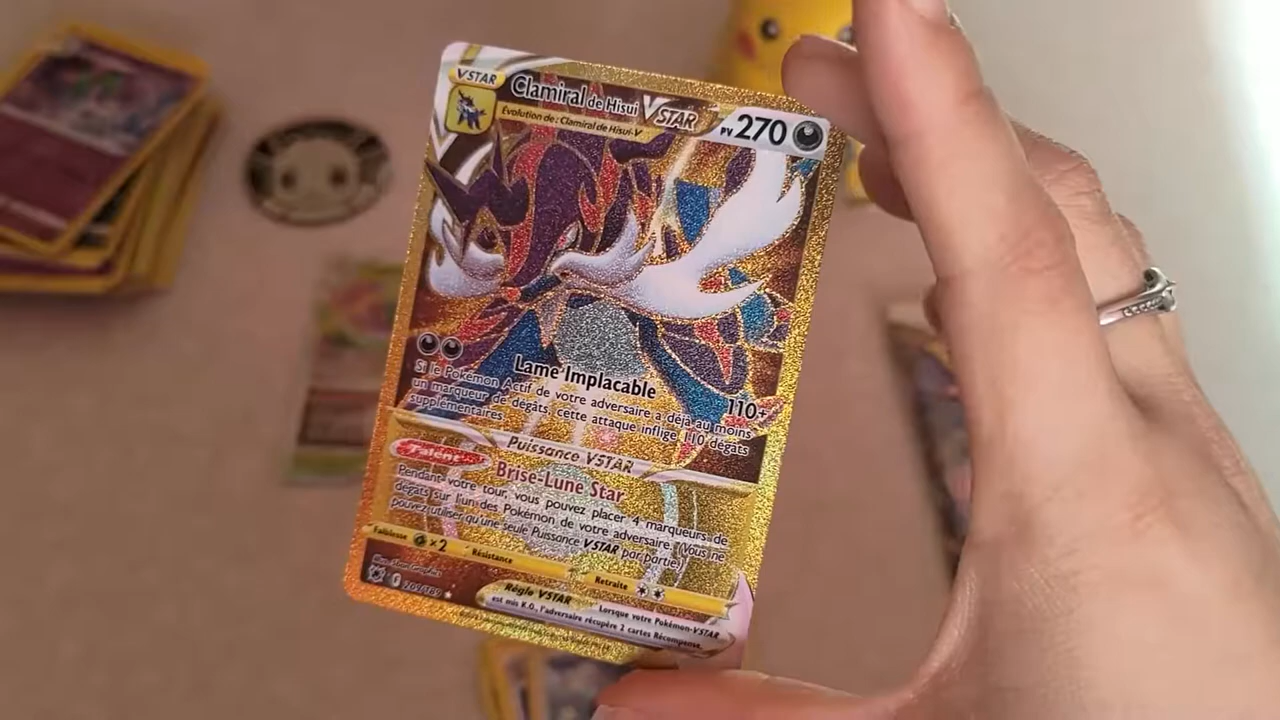 VSTAR
Clamiral de Hisui VSTAR
PV 270
Évolution de : Clamiral de Hisui-V
Lame Implacable 110+
Si le Pokémon Actif de votre adversaire a déjà au moins
un marqueur de dégâts, cette attaque inflige 110 dégâts
supplémentaires.
Puissance VSTAR
Talent
Brise-Lune Star
Pendant votre tour, vous pouvez placer 4 marqueurs de
dégâts sur l'un des Pokémon de votre adversaire. (Vous ne
pouvez utiliser qu'une seule Puissance VSTAR par partie.)
Faiblesse ×2 Résistance Retraite
Règle VSTAR Lorsque votre Pokémon-VSTAR
est mis K.O., l'adversaire récupère 2 cartes Récompense.